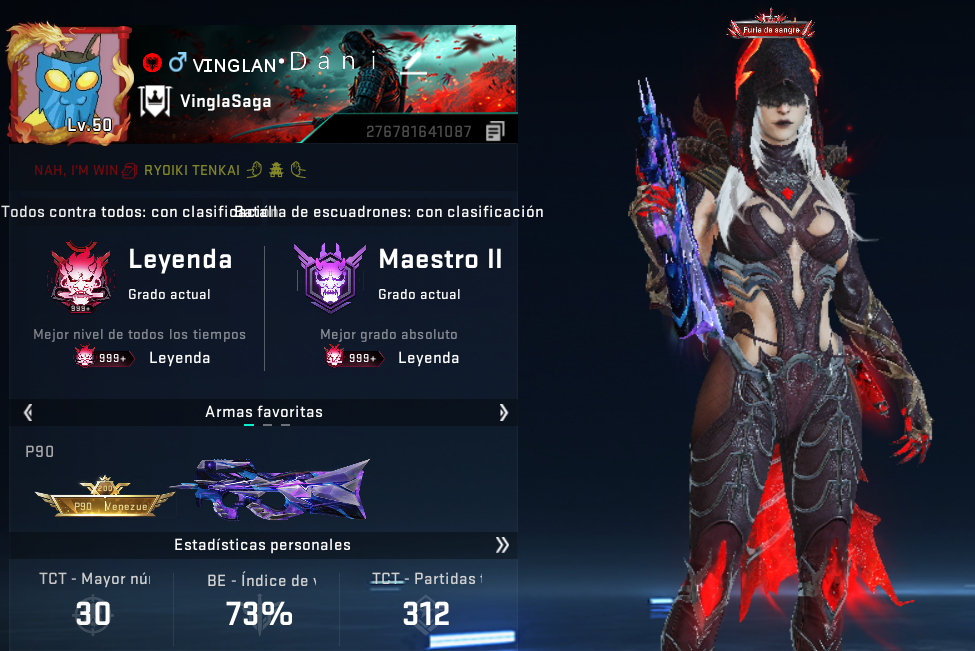 Furia de sangre
VINGLAN•Dani
Lv.50
VinglaSaga
276781641087
NAH, I'M WIN RYOIKI TENKAI
Todos contra todos: con clasificación
Batalla de escuadrones: con clasificación
Leyenda
Grado actual
999+
Mejor nivel de todos los tiempos
999+ Leyenda
Maestro II
Grado actual
Mejor grado absoluto
999+ Leyenda
Armas favoritas
P90
200
P90 Venezue
Estadísticas personales
TCT - Mayor nú
30
BE - Índice de v
73%
TCT - Partidas
312